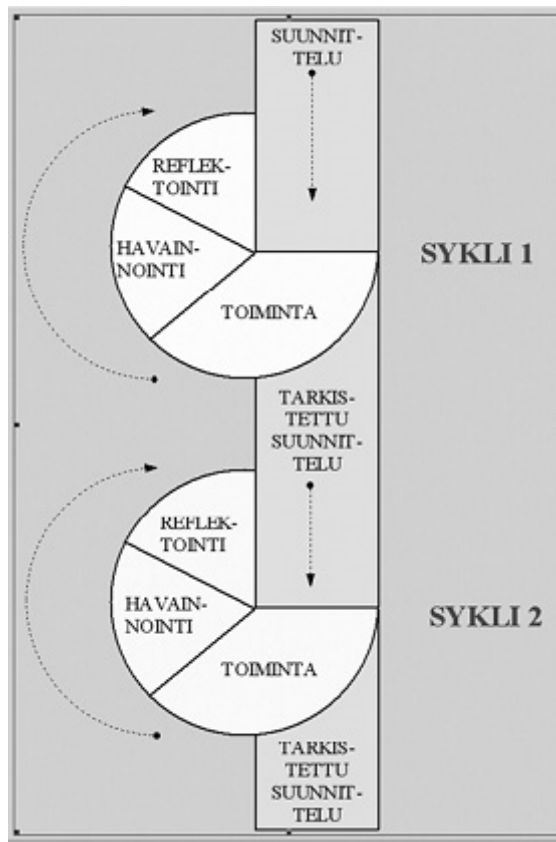 SUUNNIT-
TELU
REFLEK-
TOINTI
HAVAIN-
NOINTI
TOIMINTA
SYKLI 1
TARKIS-
TETTU
SUUNNIT-
TELU
REFLEK-
TOINTI
HAVAIN-
NOINTI
TOIMINTA
SYKLI 2
TARKIS-
TETTU
SUUNNIT-
TELU